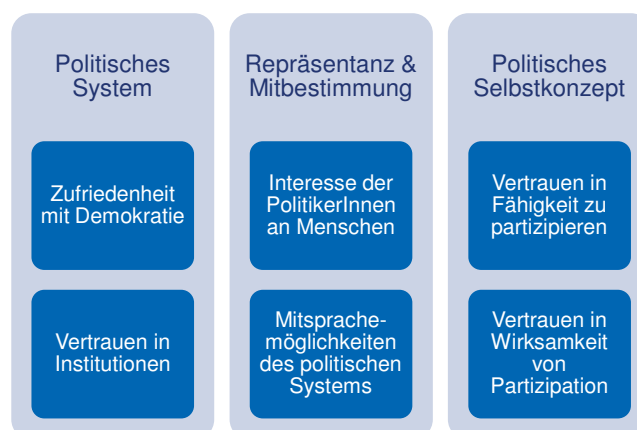 Politisches
System
Zufriedenheit
mit Demokratie
Vertrauen in
Institutionen
Repräsentanz &
Mitbestimmung
Interesse der
PolitikerInnen
an Menschen
Mitsprache-
möglichkeiten
des politischen
Systems
Politisches
Selbstkonzept
Vertrauen in
Fähigkeit zu
partizipieren
Vertrauen in
Wirksamkeit
von
Partizipation